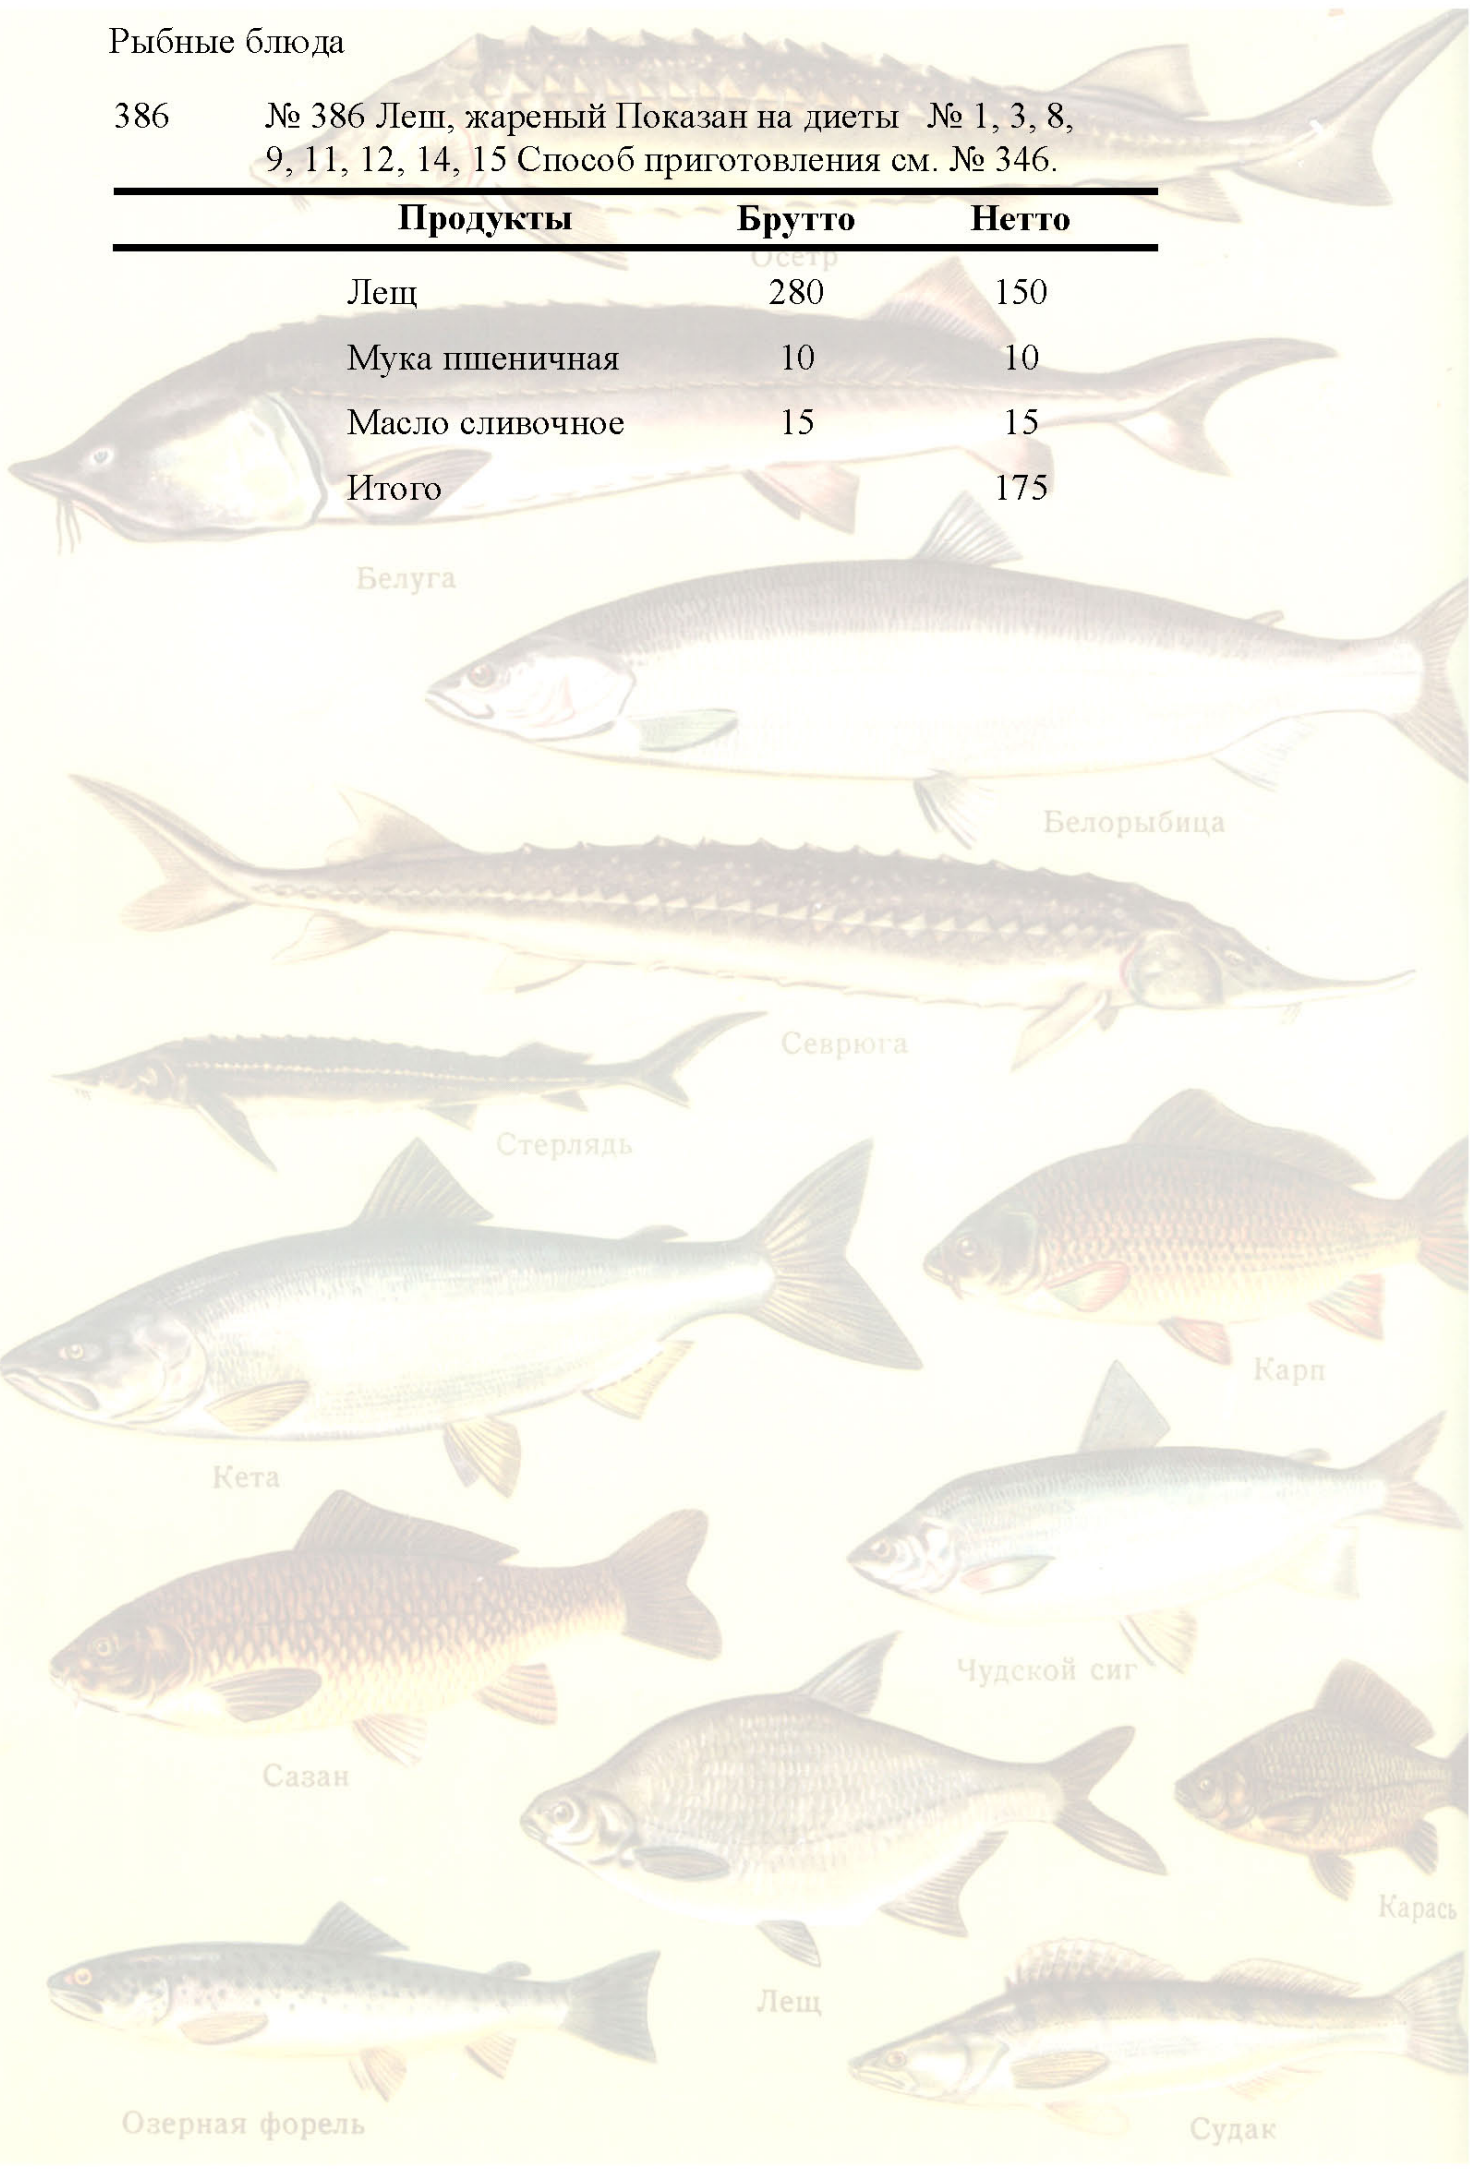 Рыбные блюда
386 № 386 Лещ, жареный Показан на диеты № 1, 3, 8,
9, 11, 12, 14, 15 Способ приготовления см. № 346.
Продукты Брутто Нетто
Осетр
Лещ 280 150
Мука пшеничная 10 10
Масло сливочное 15 15
Итого 175
Белуга
Белорыбица
Севрюга
Стерлядь
Карп
Кета
Чудской сиг
Сазан
Карась
Лещ
Озерная форель
Судак